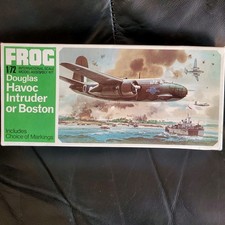 FROG
1/72
Douglas
Havoc
Intruder
or Boston
Includes
Choice of Markings